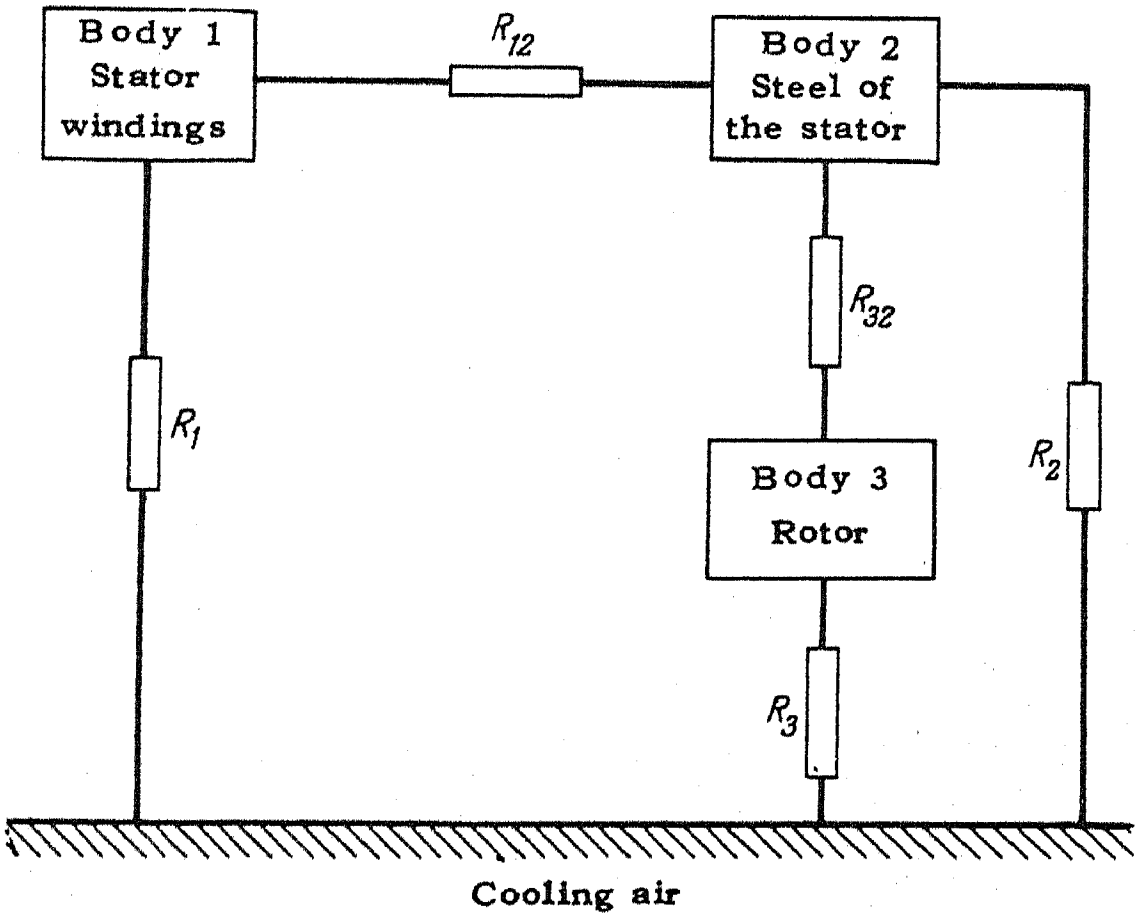 Body 1
Stator
windings
R12
Body 2
Steel of
the stator
R32
R1
Body 3
Rotor
R2
R3
Cooling air